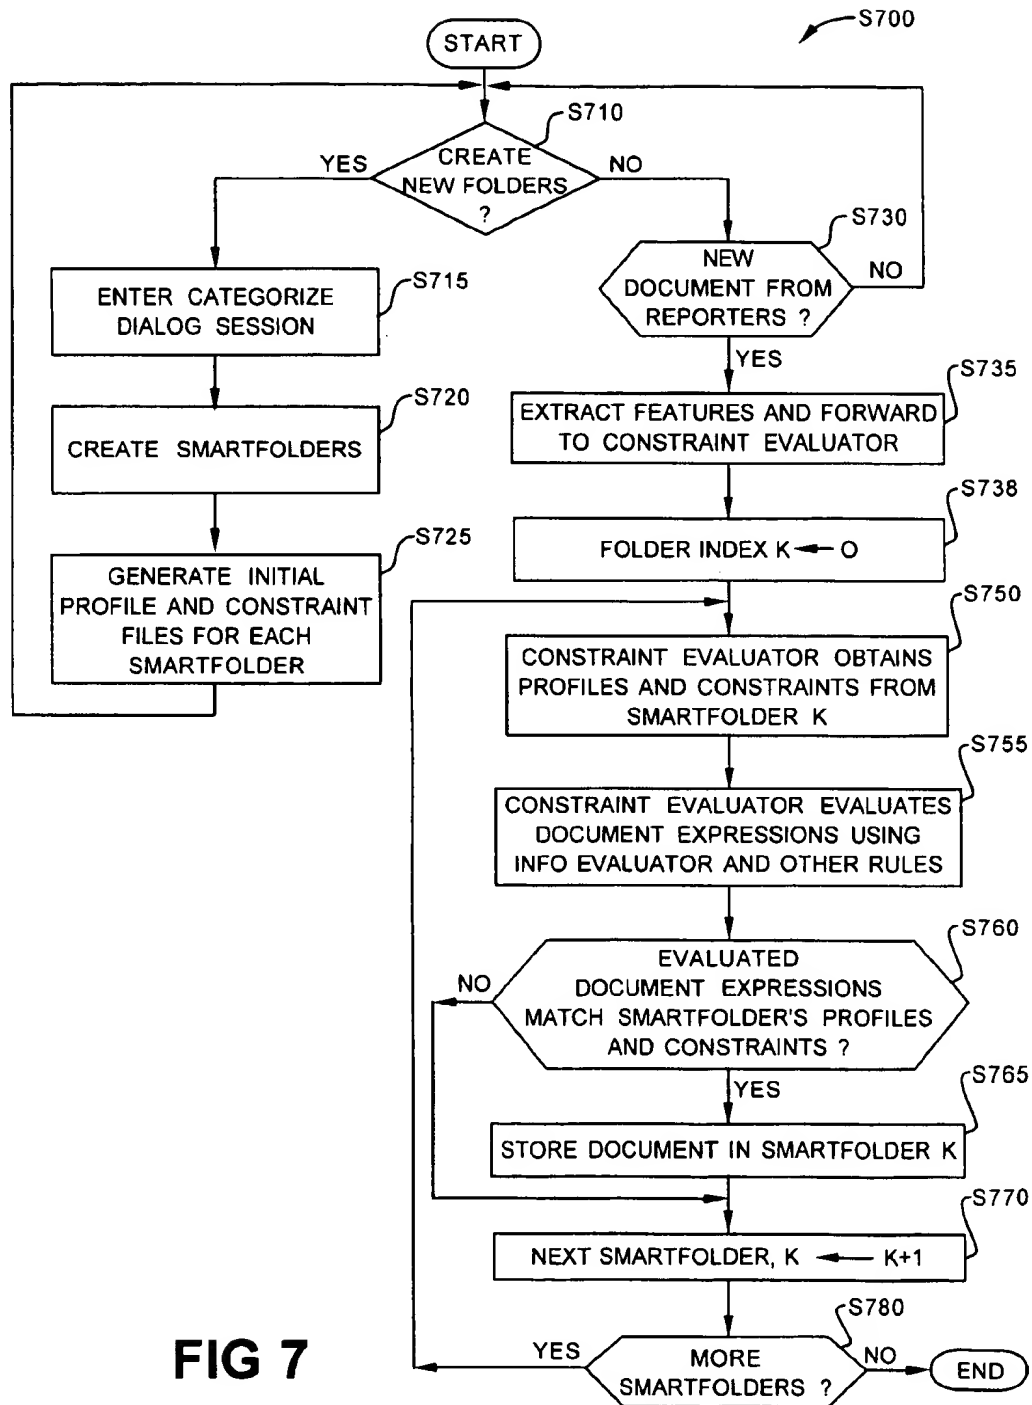 S700
START
S710
YES
CREATE
NEW FOLDERS
?
NO
S730
NEW
DOCUMENT FROM
REPORTERS ?
NO
YES
S715
ENTER CATEGORIZE
DIALOG SESSION
S720
CREATE SMARTFOLDERS
S725
GENERATE INITIAL
PROFILE AND CONSTRAINT
FILES FOR EACH
SMARTFOLDER
S735
EXTRACT FEATURES AND FORWARD
TO CONSTRAINT EVALUATOR
S738
FOLDER INDEX K ← O
S750
CONSTRAINT EVALUATOR OBTAINS
PROFILES AND CONSTRAINTS FROM
SMARTFOLDER K
S755
CONSTRAINT EVALUATOR EVALUATES
DOCUMENT EXPRESSIONS USING
INFO EVALUATOR AND OTHER RULES
S760
NO
EVALUATED
DOCUMENT EXPRESSIONS
MATCH SMARTFOLDER'S PROFILES
AND CONSTRAINTS ?
YES
S765
STORE DOCUMENT IN SMARTFOLDER K
S770
NEXT SMARTFOLDER, K ← K+1
S780
YES
MORE
SMARTFOLDERS ?
NO
END
FIG 7